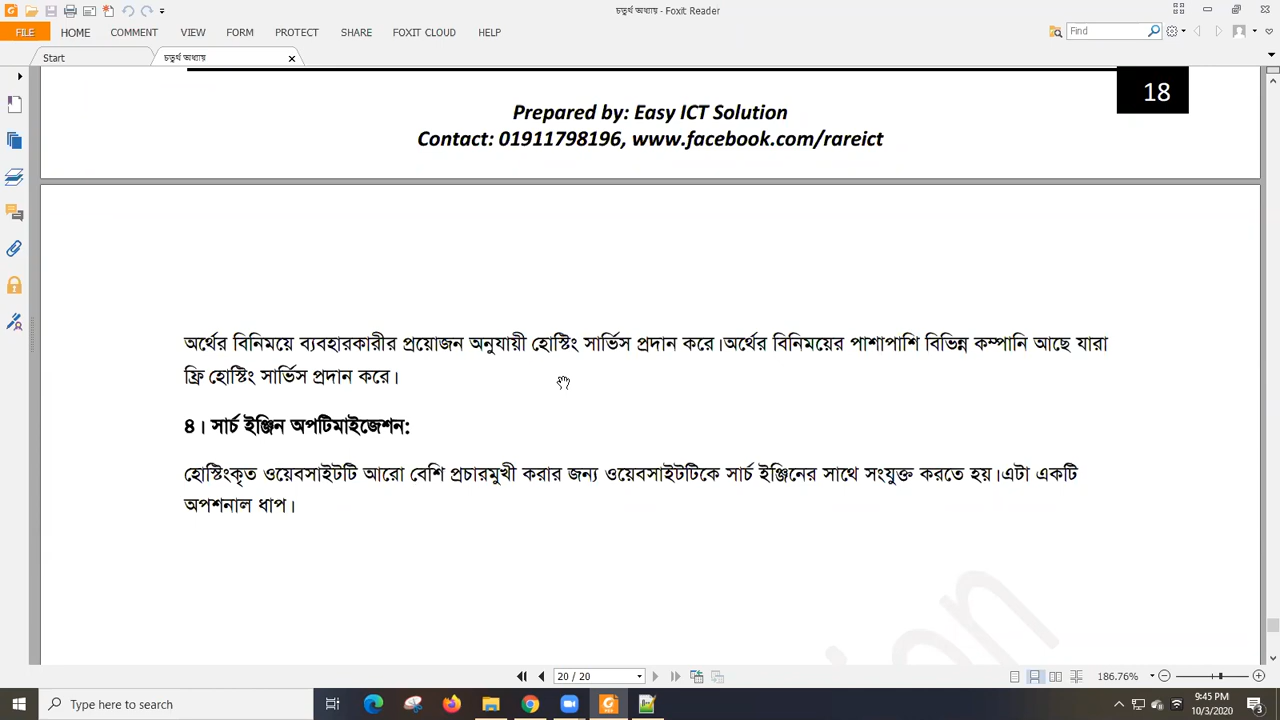 চতুর্থ অধ্যায় - Foxit Reader
FILE HOME COMMENT VIEW FORM PROTECT SHARE FOXIT CLOUD HELP
Find
Start
চতুর্থ অধ্যায়
18
Prepared by: Easy ICT Solution
Contact: 01911798196, www.facebook.com/rareict
অর্থের বিনিময়ে ব্যবহারকারীর প্রয়োজন অনুযায়ী হোস্টিং সার্ভিস প্রদান করে।অর্থের বিনিময়ের পাশাপাশি বিভিন্ন কম্পানি আছে যারা
ফ্রি হোস্টিং সার্ভিস প্রদান করে।
৪। সার্চ ইঞ্জিন অপটিমাইজেশন:
হোস্টিংকৃত ওয়েবসাইটটি আরো বেশি প্রচারমুখী করার জন্য ওয়েবসাইটটিকে সার্চ ইঞ্জিনের সাথে সংযুক্ত করতে হয়।এটা একটি
অপশনাল ধাপ।
20 / 20
186.76%
Type here to search
9:45 PM
10/3/2020